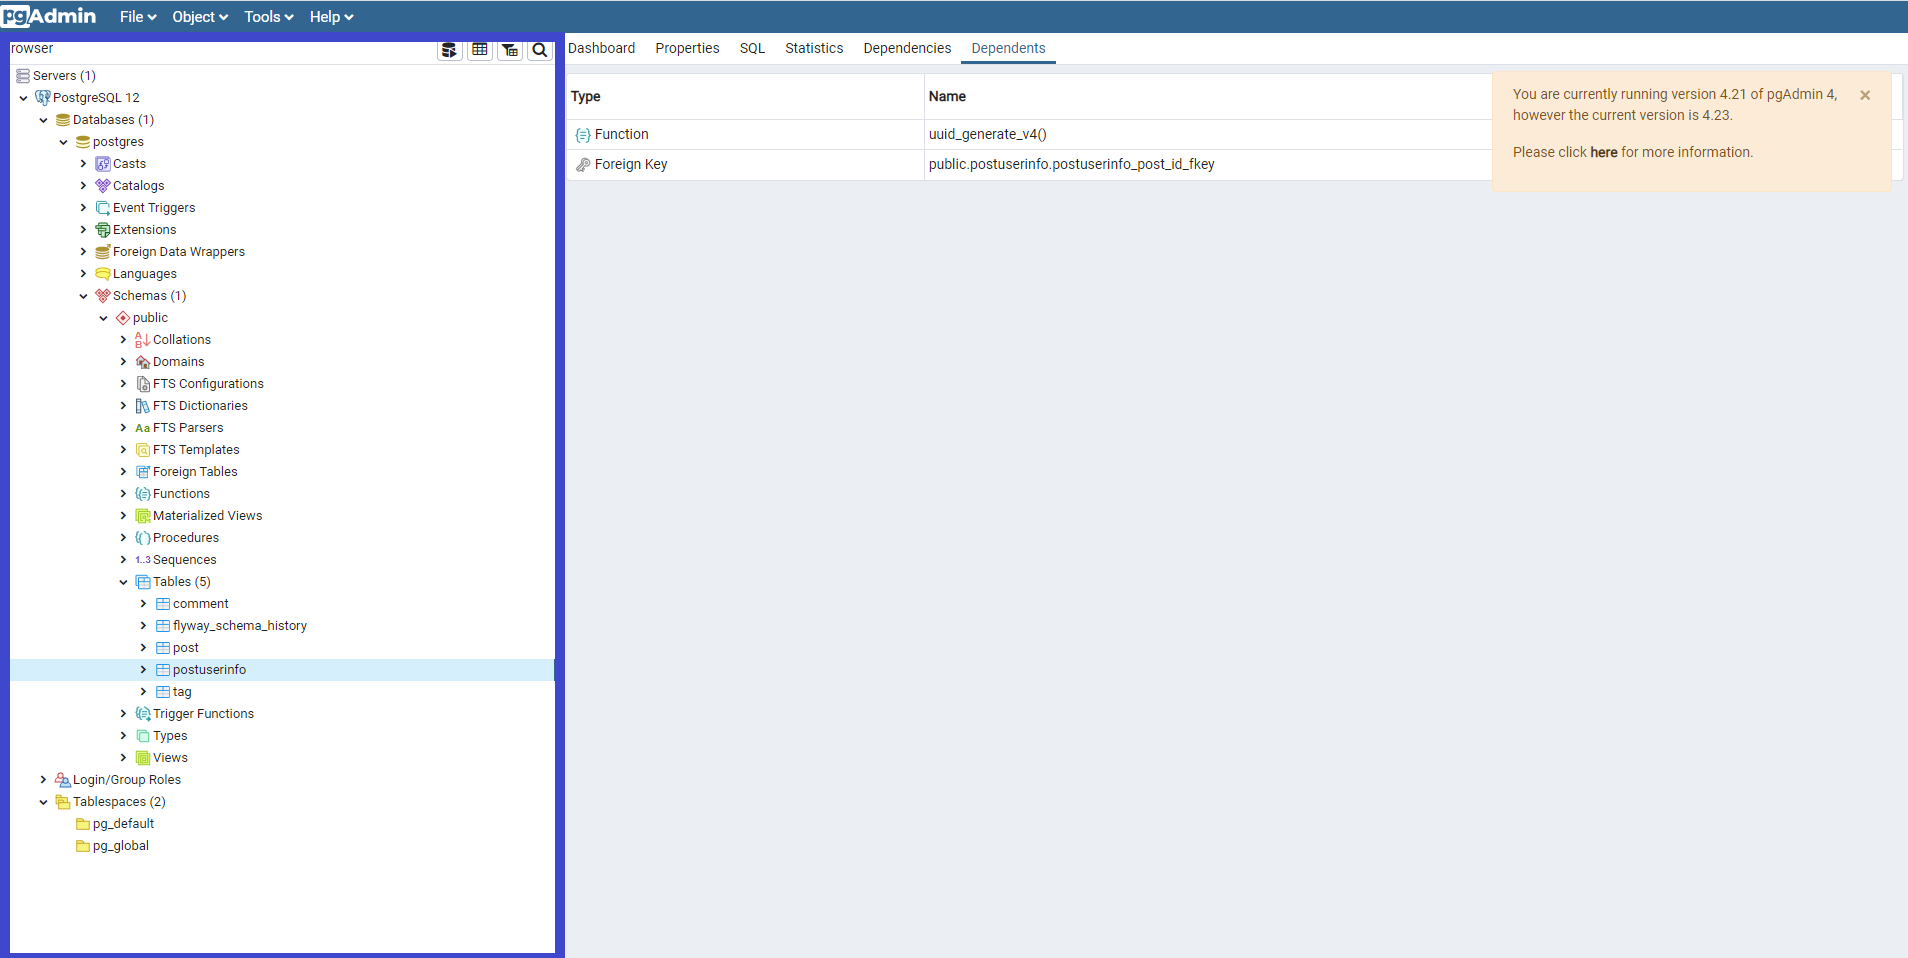 pgAdmin File Object Tools Help
rowser
Dashboard Properties SQL Statistics Dependencies Dependents
Servers (1)
PostgreSQL 12
Databases (1)
postgres
Casts
Catalogs
Event Triggers
Extensions
Foreign Data Wrappers
Languages
Schemas (1)
public
Collations
Domains
FTS Configurations
FTS Dictionaries
Aa FTS Parsers
FTS Templates
Foreign Tables
Functions
Materialized Views
Procedures
1..3 Sequences
Tables (5)
comment
flyway_schema_history
post
postuserinfo
tag
Trigger Functions
Types
Views
Login/Group Roles
Tablespaces (2)
pg_default
pg_global
Type Name
Function uuid_generate_v4()
Foreign Key public.postuserinfo.postuserinfo_post_id_fkey
You are currently running version 4.21 of pgAdmin 4,
however the current version is 4.23.
Please click here for more information.